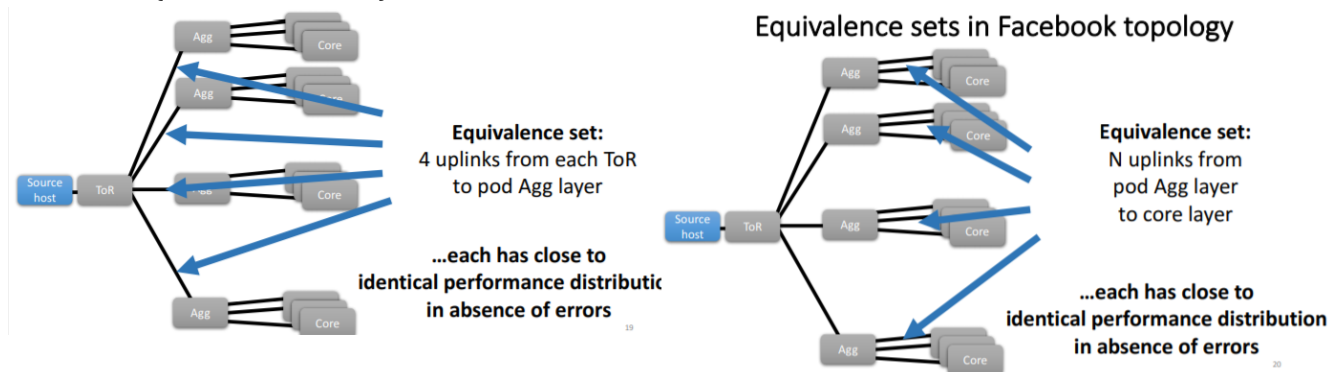 Agg
Core
Agg
Core
Equivalence set:
4 uplinks from each ToR
to pod Agg layer
Source
host
ToR
Agg
Core
...each has close to
identical performance distributic
in absence of errors
Agg
Core
19
Equivalence sets in Facebook topology
Agg
Core
Agg
Core
Equivalence set:
N uplinks from
pod Agg layer
to core layer
Source
host
ToR
Agg
Core
...each has close to
identical performance distribution
in absence of errors
Agg
Core
20